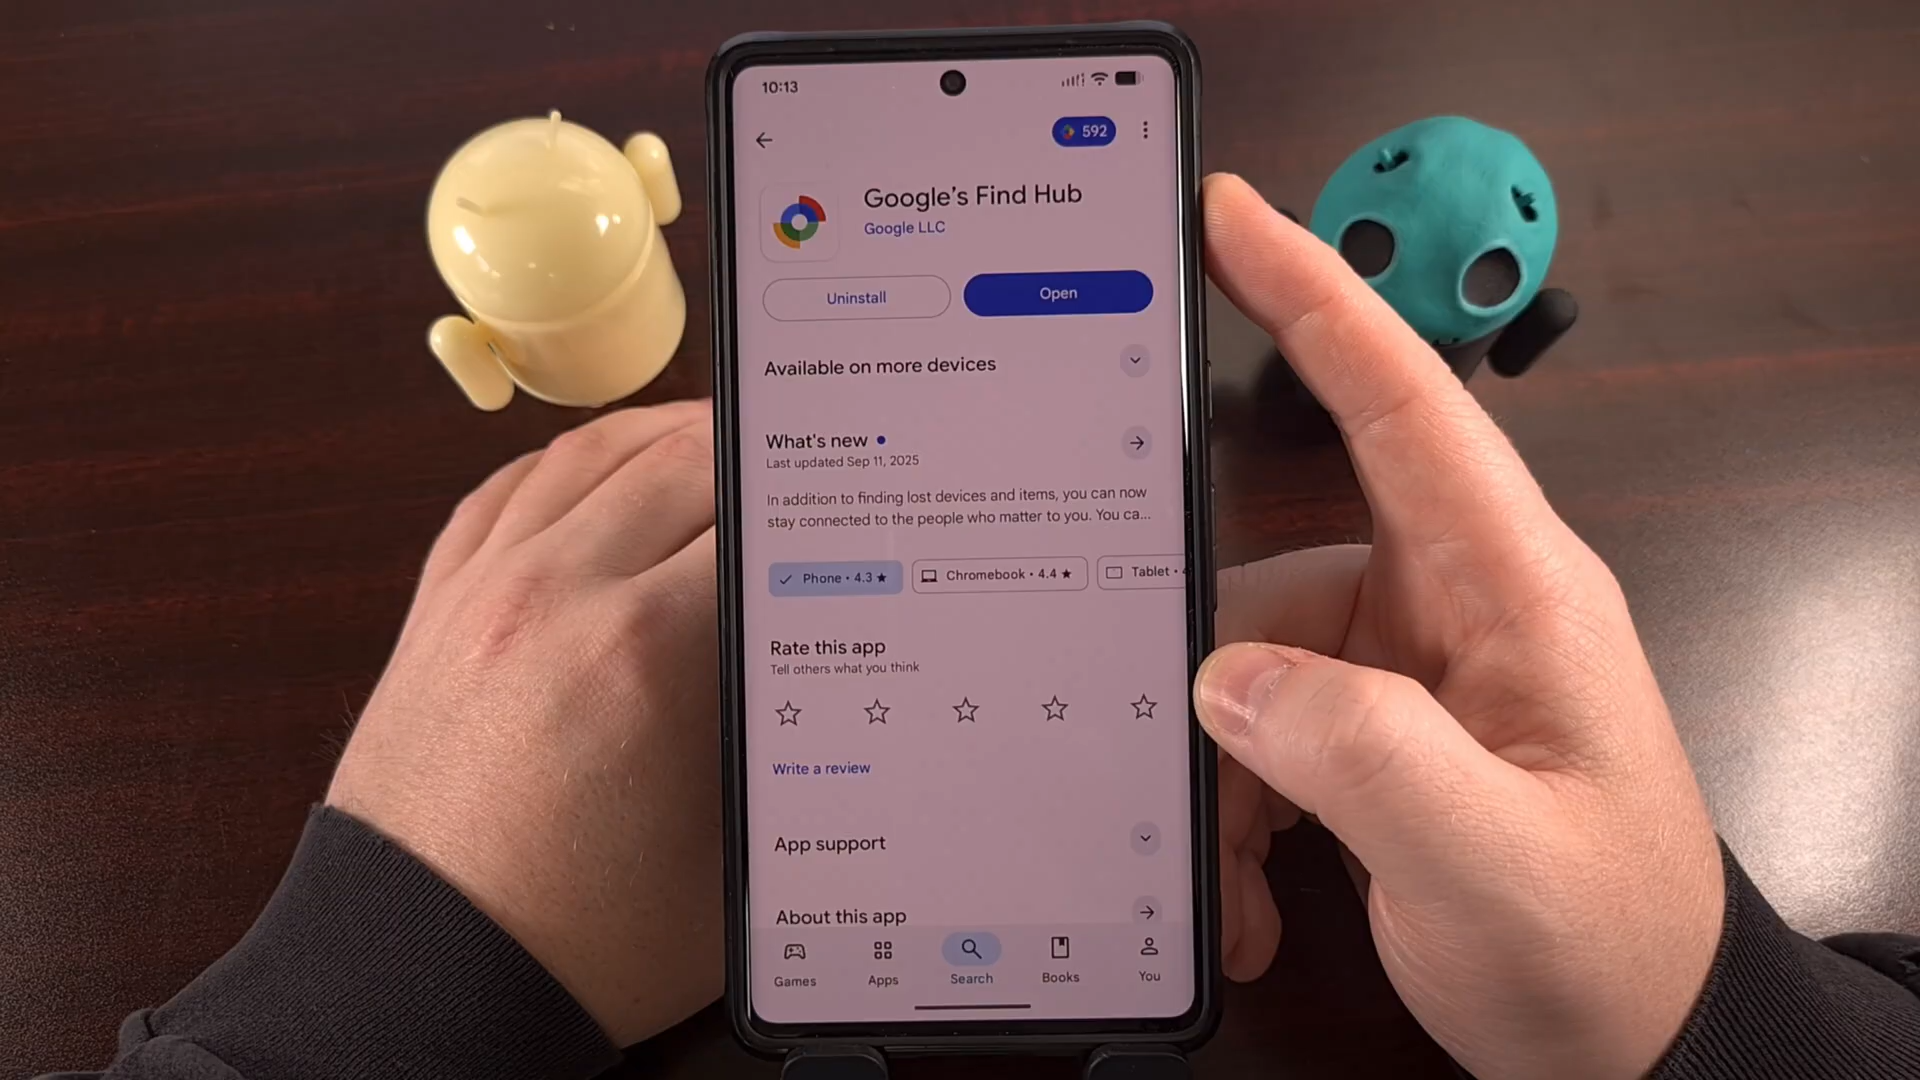 10:13
592
Google's Find Hub
Google LLC
Uninstall
Open
Available on more devices
What's new
Last updated Sep 11, 2025
In addition to finding lost devices and items, you can now
stay connected to the people who matter to you. You ca...
Phone • 4.3 ★
Chromebook • 4.4 ★
Tablet •
Rate this app
Tell others what you think
Write a review
App support
About this app
Games
Apps
Search
Books
You